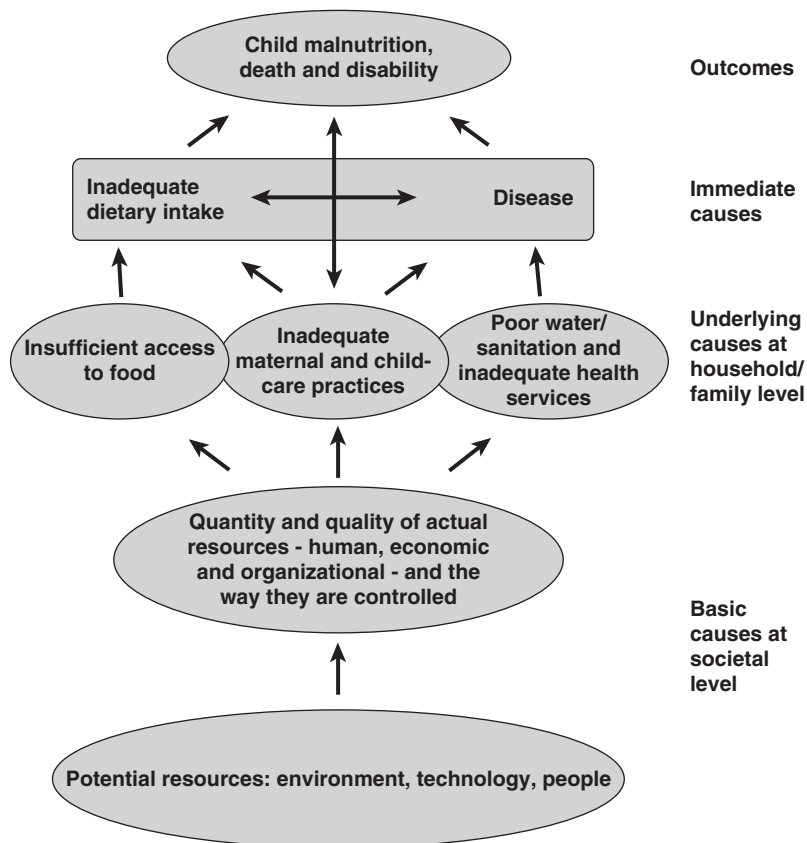 Child malnutrition,
death and disability
Outcomes
Inadequate
dietary intake
Disease
Immediate
causes
Insufficient access
to food
Inadequate
maternal and child-
care practices
Poor water/
sanitation and
inadequate health
services
Underlying
causes at
household/
family level
Quantity and quality of actual
resources - human, economic
and organizational - and the
way they are controlled
Basic
causes at
societal
level
Potential resources: environment, technology, people